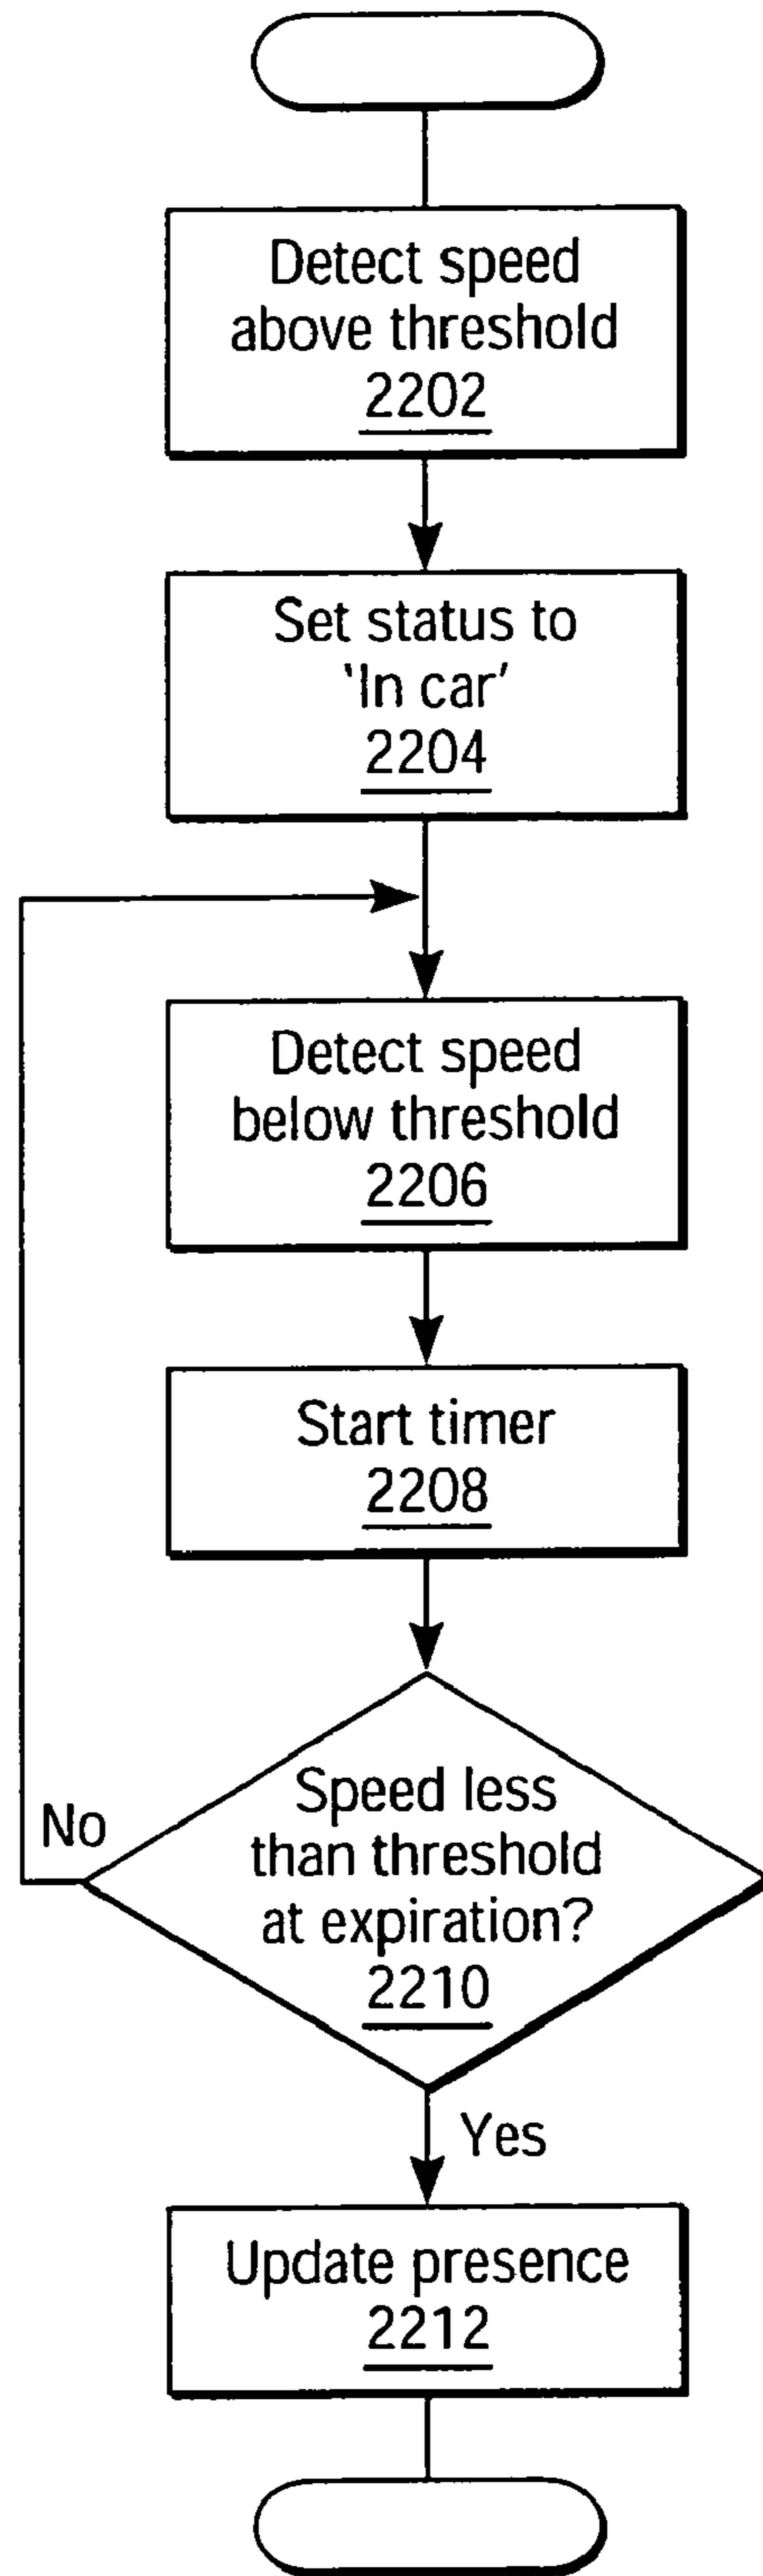 Detect speed
above threshold
2202
Set status to
'In car'
2204
Detect speed
below threshold
2206
Start timer
2208
Speed less
than threshold
at expiration?
2210
No
Yes
Update presence
2212